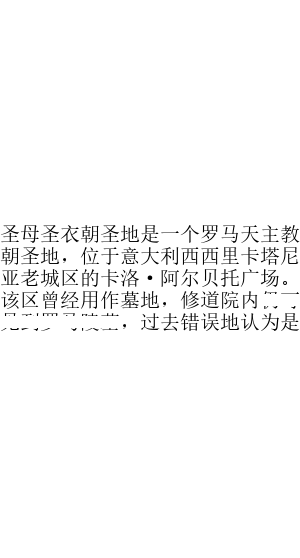 圣母圣衣朝圣地是一个罗马天主教
朝圣地，位于意大利西西里卡塔尼
亚老城区的卡洛·阿尔贝托广场。
该区曾经用作墓地，修道院内
，过去错误地认为是